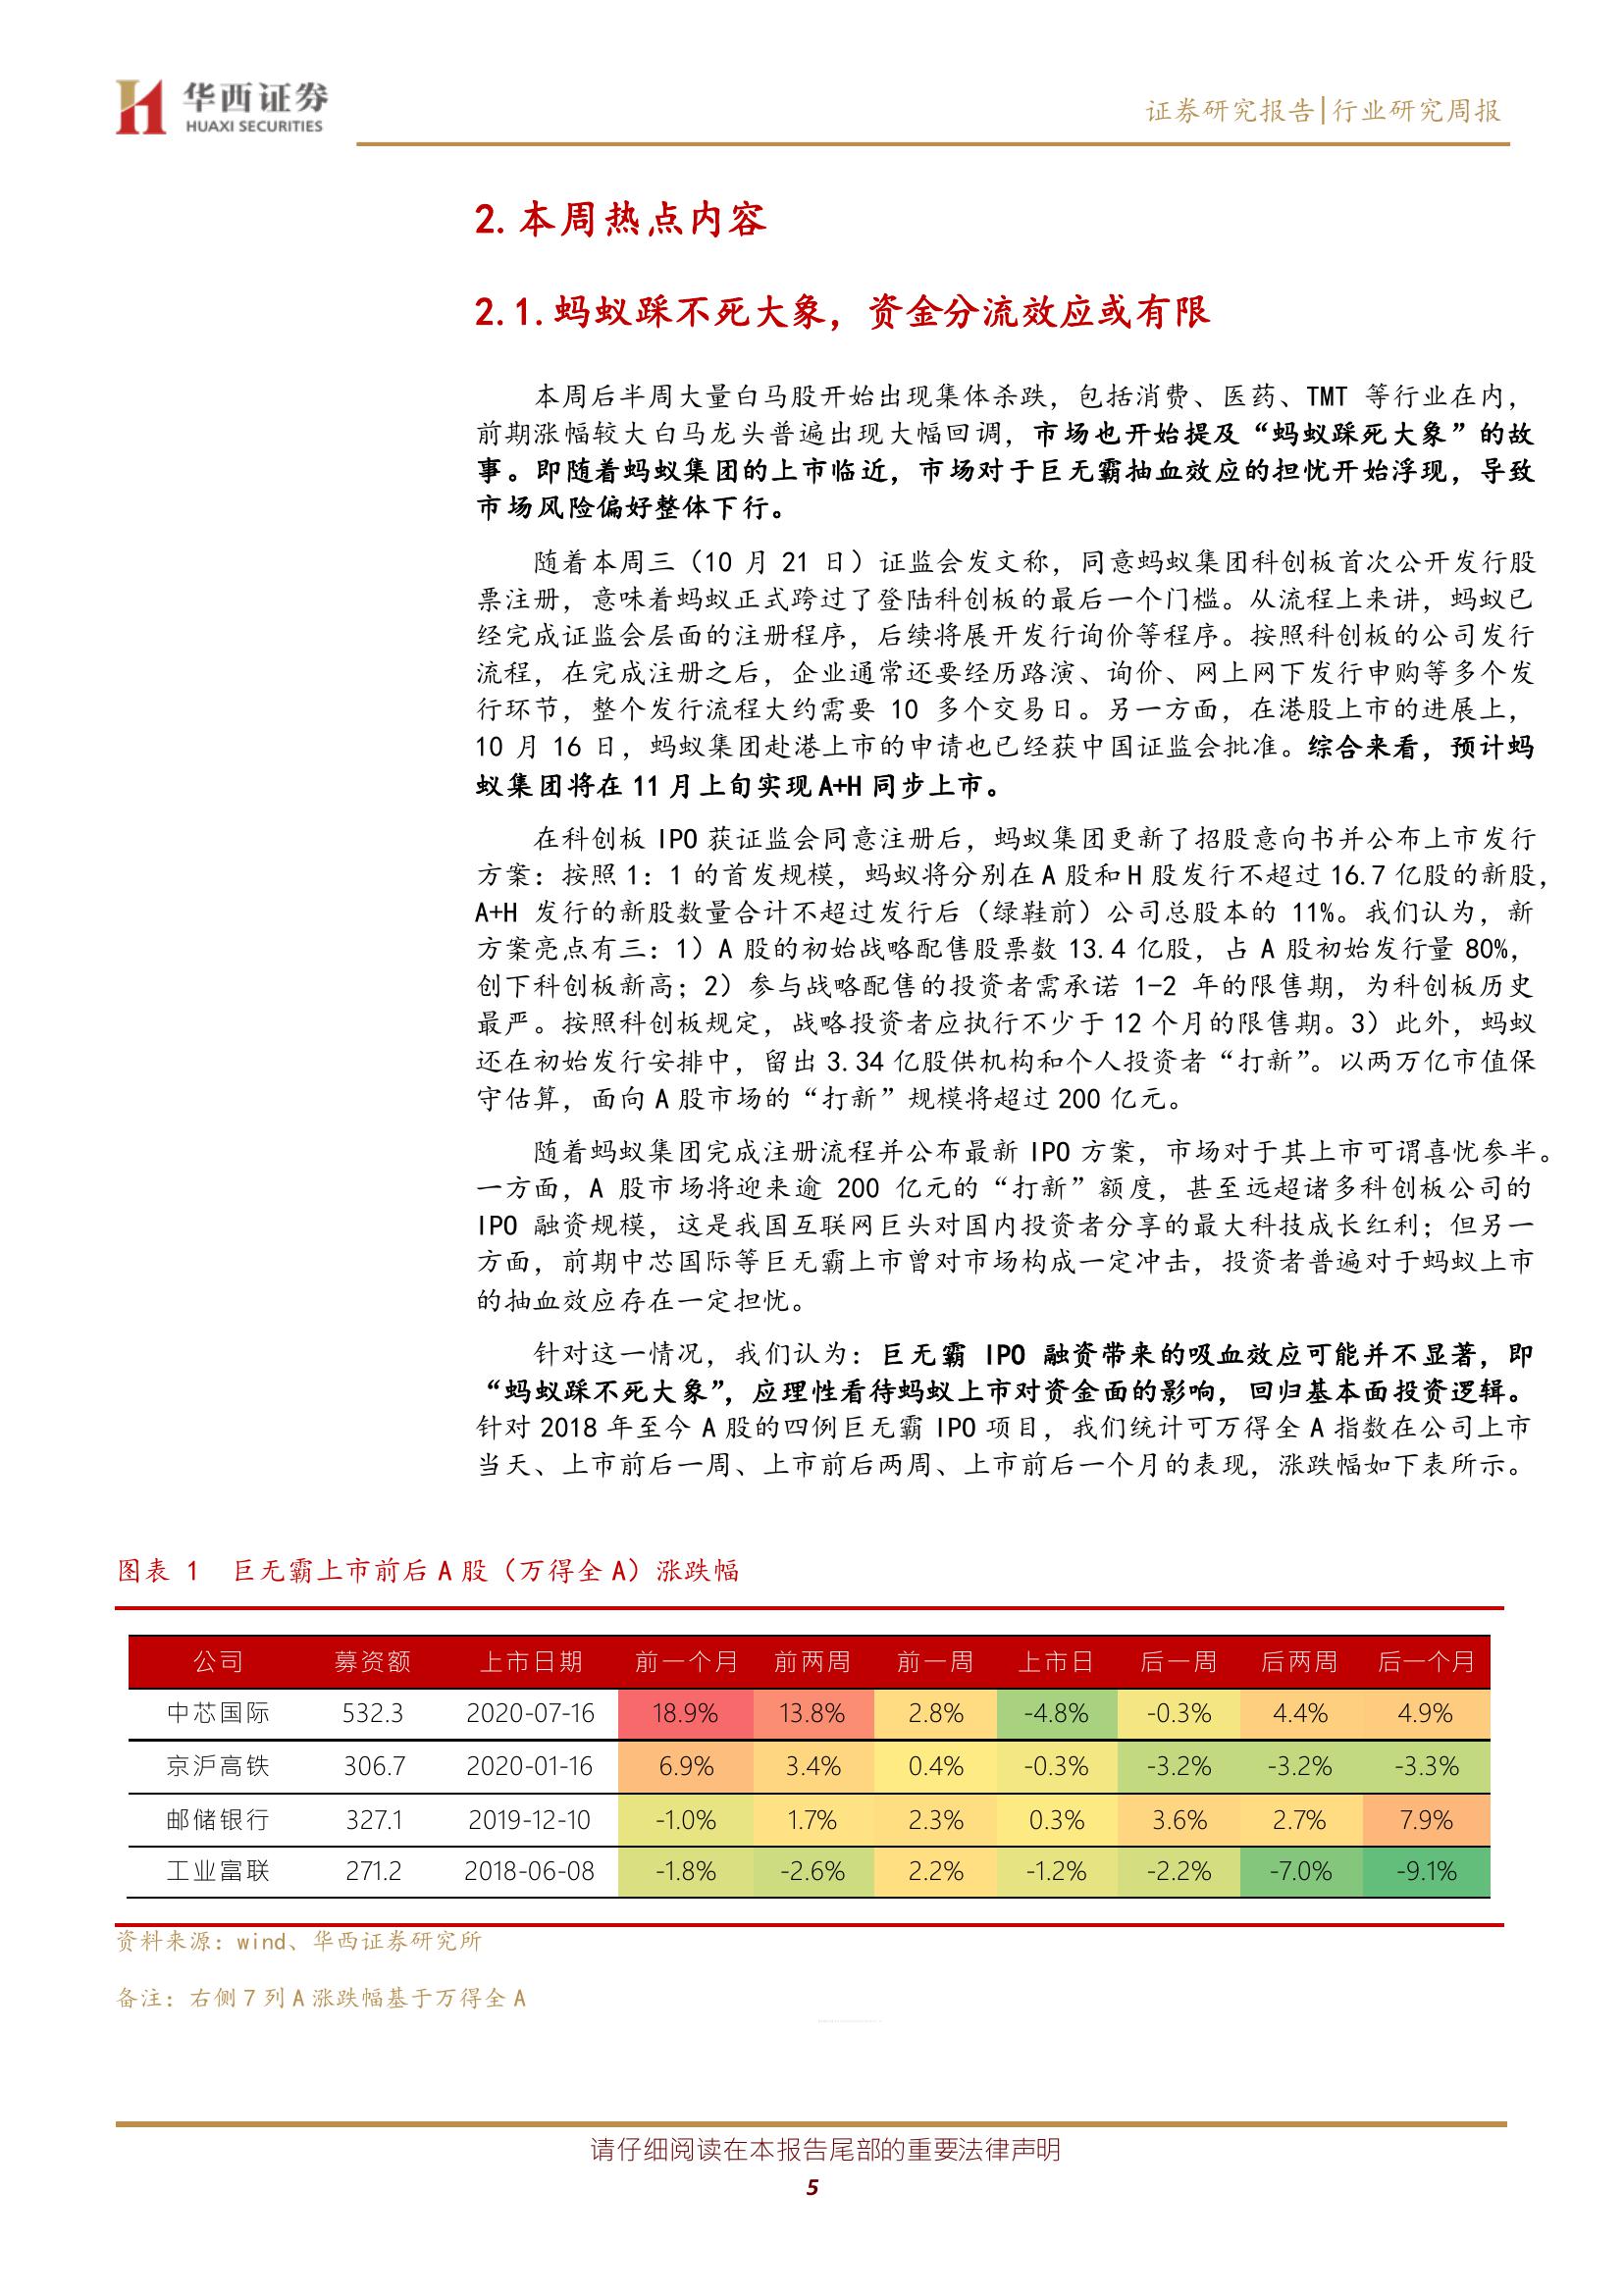 华西证券
HUAXI SECURITIES
证券研究报告|行业研究周报
2.本周热点内容
2.1.蚂蚁踩不死大象，资金分流效应或有限
本周后半周大量白马股开始出现集体杀跌，包括消费、医药、TMT 等行业在内，
前期涨幅较大白马龙头普遍出现大幅回调，市场也开始提及“蚂蚁踩死大象”的故
事。即随着蚂蚁集团的上市临近，市场对于巨无霸抽血效应的担忧开始浮现，导致
市场风险偏好整体下行。
随着本周三（10 月 21 日）证监会发文称，同意蚂蚁集团科创板首次公开发行股
票注册，意味着蚂蚁正式跨过了登陆科创板的最后一个门槛。从流程上来讲，蚂蚁已
经完成证监会层面的注册程序，后续将展开发行询价等程序。按照科创板的公司发行
流程，在完成注册之后，企业通常还要经历路演、询价、网上网下发行申购等多个发
行环节，整个发行流程大约需要 10 多个交易日。另一方面，在港股上市的进展上，
10 月 16 日，蚂蚁集团赴港上市的申请也已经获中国证监会批准。综合来看，预计蚂
蚁集团将在 11 月上旬实现 A+H 同步上市。
在科创板 IPO 获证监会同意注册后，蚂蚁集团更新了招股意向书并公布上市发行
方案：按照 1：1 的首发规模，蚂蚁将分别在 A 股和 H 股发行不超过 16.7 亿股的新股，
A+H 发行的新股数量合计不超过发行后（绿鞋前）公司总股本的 11%。我们认为，新
方案亮点有三：1）A 股的初始战略配售股票数 13.4 亿股，占 A 股初始发行量 80%，
创下科创板新高；2）参与战略配售的投资者需承诺 1-2 年的限售期，为科创板历史
最严。按照科创板规定，战略投资者应执行不少于 12 个月的限售期。3）此外，蚂蚁
还在初始发行安排中，留出 3.34 亿股供机构和个人投资者“打新”。以两万亿市值保
守估算，面向 A 股市场的“打新”规模将超过 200 亿元。
随着蚂蚁集团完成注册流程并公布最新 IPO 方案，市场对于其上市可谓喜忧参半。
一方面，A 股市场将迎来逾 200 亿元的“打新”额度，甚至远超诸多科创板公司的
IPO 融资规模，这是我国互联网巨头对国内投资者分享的最大科技成长红利；但另一
方面，前期中芯国际等巨无霸上市曾对市场构成一定冲击，投资者普遍对于蚂蚁上市
的抽血效应存在一定担忧。
针对这一情况，我们认为：巨无霸 IPO 融资带来的吸血效应可能并不显著，即
“蚂蚁踩不死大象”，应理性看待蚂蚁上市对资金面的影响，回归基本面投资逻辑。
针对 2018 年至今 A 股的四例巨无霸 IPO 项目，我们统计可万得全 A 指数在公司上市
当天、上市前后一周、上市前后两周、上市前后一个月的表现，涨跌幅如下表所示。
图表 1 巨无霸上市前后 A 股（万得全 A）涨跌幅
公司 募资额 上市日期 前一个月 前两周 前一周 上市日 后一周 后两周 后一个月
中芯国际 532.3 2020-07-16 18.9% 13.8% 2.8% -4.8% -0.3% 4.4% 4.9%
京沪高铁 306.7 2020-01-16 6.9% 3.4% 0.4% -0.3% -3.2% -3.2% -3.3%
邮储银行 327.1 2019-12-10 -1.0% 1.7% 2.3% 0.3% 3.6% 2.7% 7.9%
工业富联 271.2 2018-06-08 -1.8% -2.6% 2.2% -1.2% -2.2% -7.0% -9.1%
资料来源：wind、华西证券研究所
备注：右侧 7 列 A 涨跌幅基于万得全 A
请仔细阅读在本报告尾部的重要法律声明
5